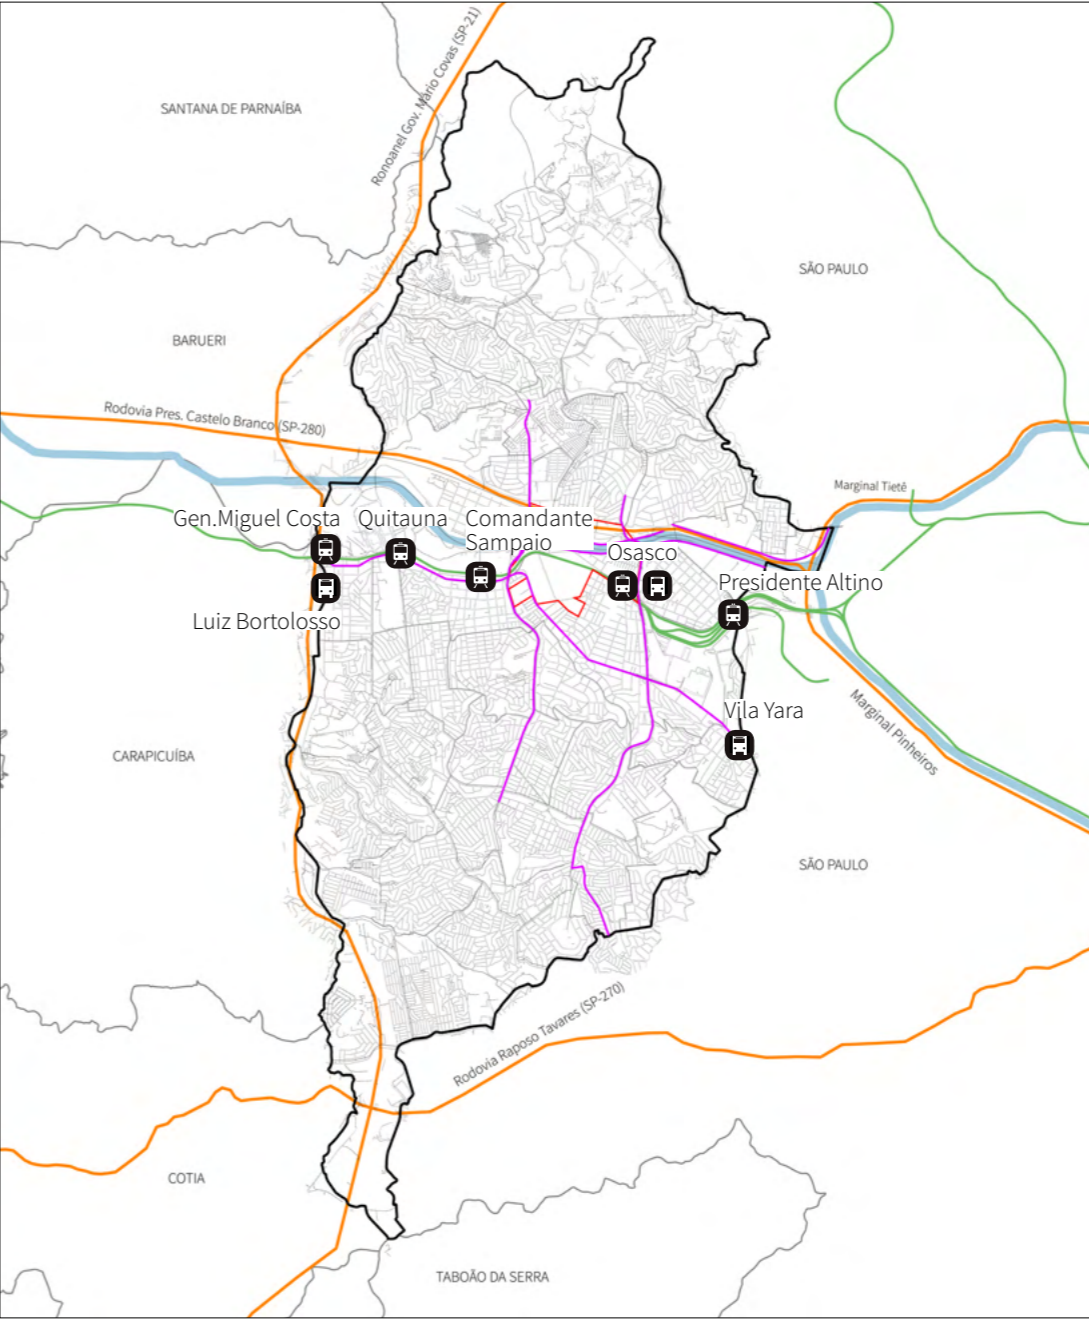 Ronoanel Gov. Mário Covas (SP-21)
SANTANA DE PARNAÍBA
SÃO PAULO
BARUERI
Rodovia Pres. Castelo Branco (SP-280)
Marginal Tietê
Gen.Miguel Costa
Quitauna
Comandante
Sampaio
Osasco
Presidente Altino
Luiz Bortolosso
Vila Yara
Marginal Pinheiros
CARAPICUÍBA
SÃO PAULO
Rodovia Raposo Tavares (SP-270)
COTIA
TABOÃO DA SERRA